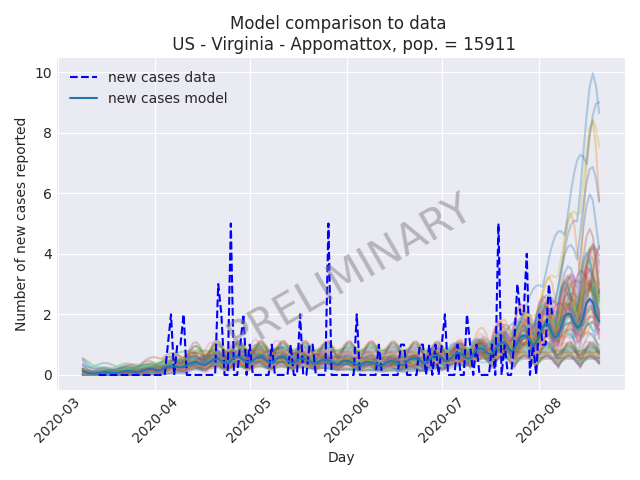 Model comparison to data
US - Virginia - Appomattox, pop. = 15911
new cases data
new cases model
PRELIMINARY
Number of new cases reported
10
8
6
4
2
0
2020-03
2020-04
2020-05
2020-06
2020-07
2020-08
Day